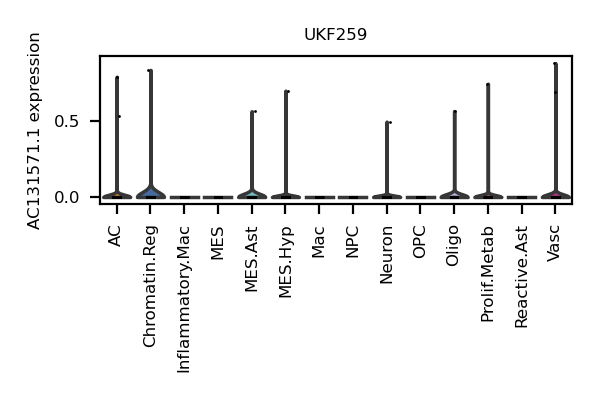 UKF259
AC131571.1 expression
0.5
0.0
AC
Chromatin.Reg
Inflammatory.Mac
MES
MES.Ast
MES.Hyp
Mac
NPC
Neuron
OPC
Oligo
Prolif.Metab
Reactive.Ast
Vasc